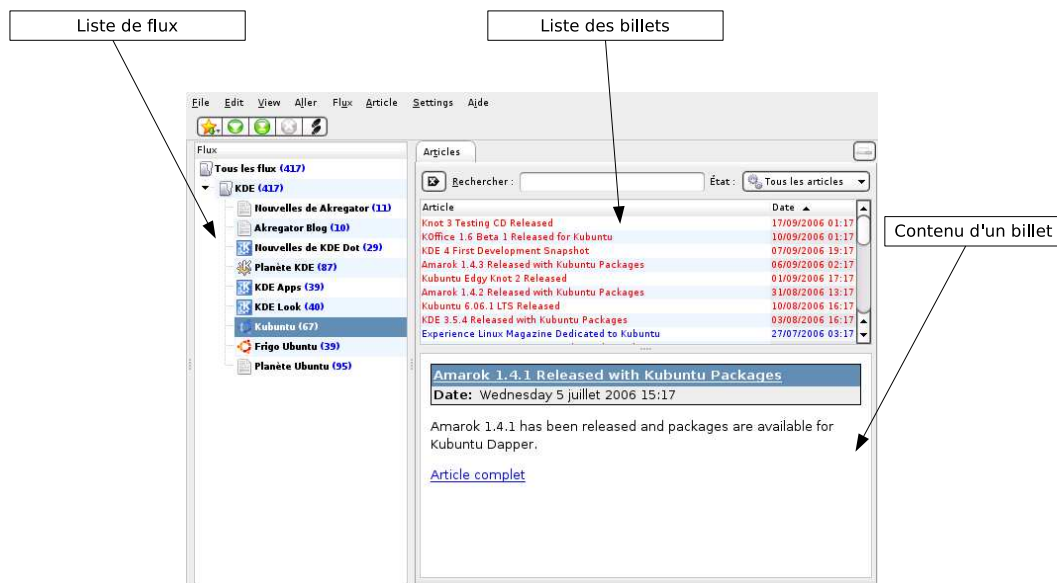 Liste de flux
Liste des billets
File Edit View Aller Flux Article Settings Aide
Flux
Tous les flux (417)
KDE (417)
Nouvelles de Akregator (11)
Akregator Blog (10)
Nouvelles de KDE Dot (29)
Planète KDE (87)
KDE Apps (39)
KDE Look (40)
Kubuntu (67)
Frigo Ubuntu (39)
Planète Ubuntu (95)
Articles
Rechercher : État : Tous les articles
Article Date
Knot 3 Testing CD Released 17/09/2006 01:17
KOffice 1.6 Beta 1 Released for Kubuntu 10/09/2006 01:17
KDE 4 First Development Snapshot 07/09/2006 19:17
Amarok 1.4.3 Released with Kubuntu Packages 06/09/2006 02:17
Kubuntu Edgy Knot 2 Released 01/09/2006 17:17
Amarok 1.4.2 Released with Kubuntu Packages 31/08/2006 13:17
Kubuntu 6.06.1 LTS Released 10/08/2006 16:17
KDE 3.5.4 Released with Kubuntu Packages 03/08/2006 16:17
Experience Linux Magazine Dedicated to Kubuntu 27/07/2006 03:17
Contenu d'un billet
Amarok 1.4.1 Released with Kubuntu Packages
Date: Wednesday 5 juillet 2006 15:17
Amarok 1.4.1 has been released and packages are available for
Kubuntu Dapper.
Article complet